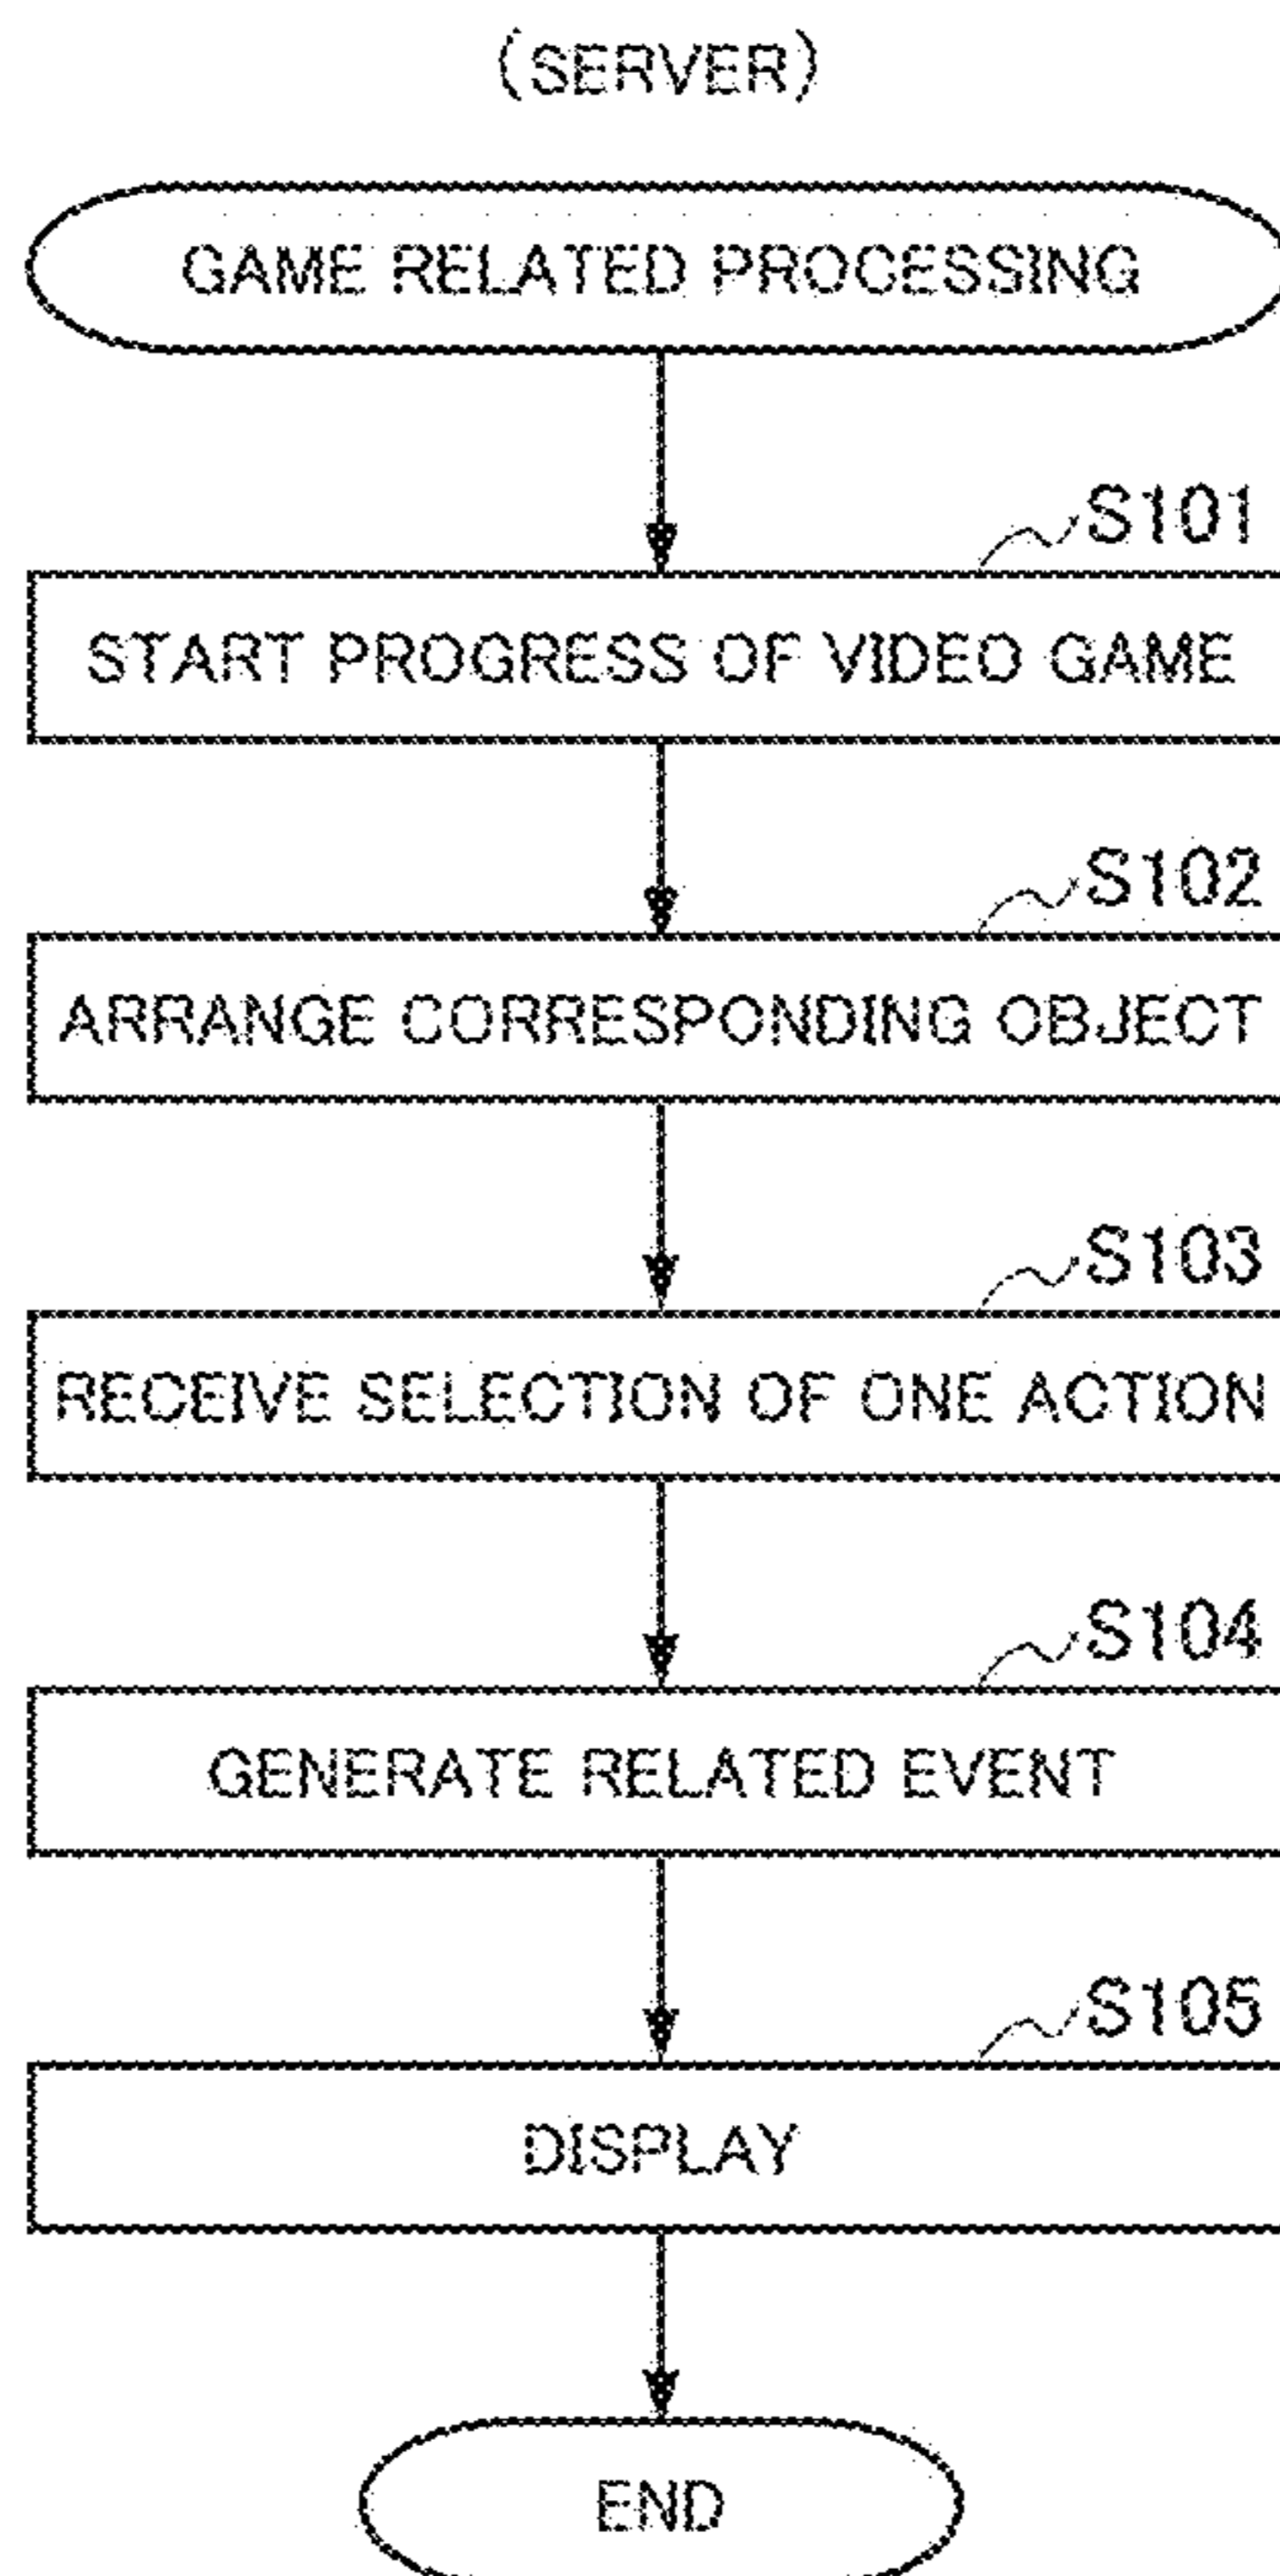 (SERVER)
GAME RELATED PROCESSING
S101
START PROGRESS OF VIDEO GAME
S102
ARRANGE CORRESPONDING OBJECT
S103
RECEIVE SELECTION OF ONE ACTION
S104
GENERATE RELATED EVENT
S105
DISPLAY
END